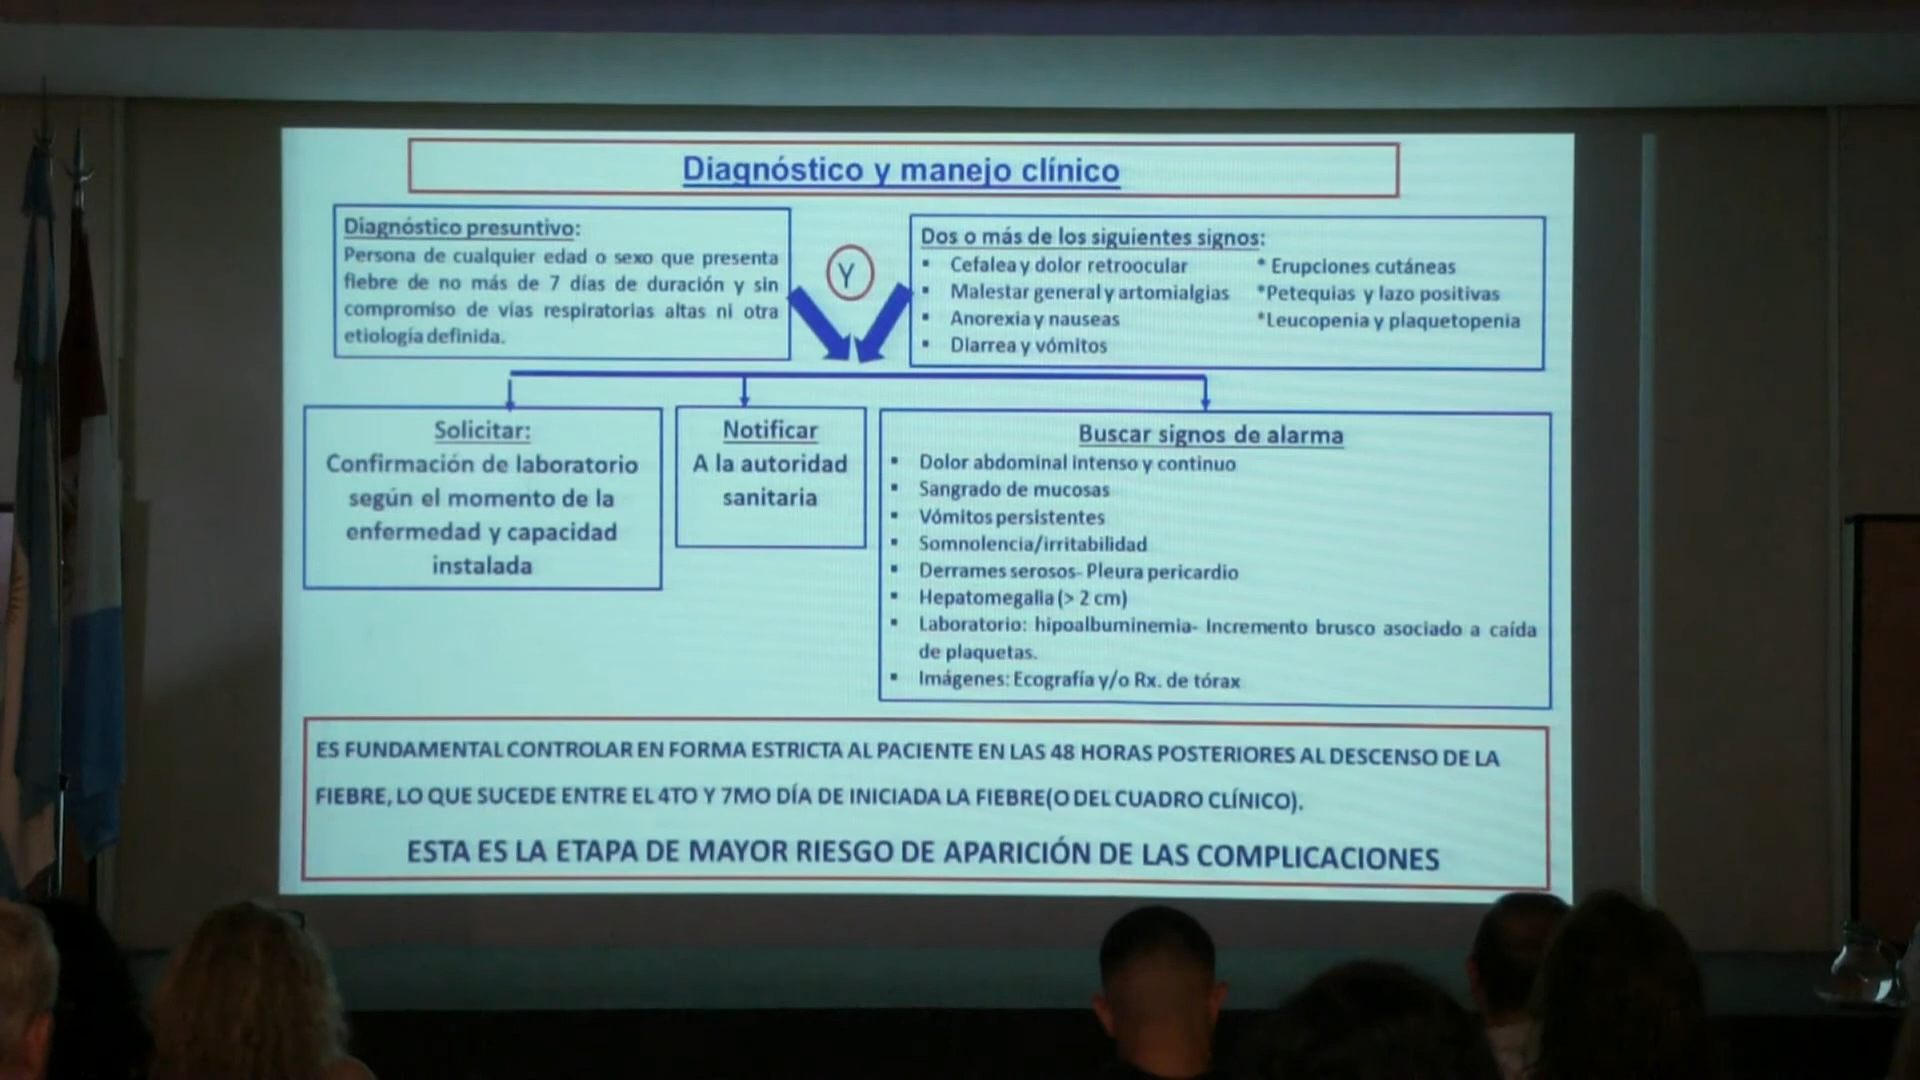 Diagnóstico y manejo clínico
Diagnóstico presuntivo:
Persona de cualquier edad o sexo que presenta
fiebre de no más de 7 días de duración y sin
compromiso de vías respiratorias altas ni otra
etiología definida.
Y
Dos o más de los siguientes signos:
▪ Cefalea y dolor retroocular
▪ Malestar general y artomialgias
▪ Anorexia y nauseas
▪ Diarrea y vómitos
* Erupciones cutáneas
*Petequias y lazo positivas
*Leucopenia y plaquetopenia
Solicitar:
Confirmación de laboratorio
según el momento de la
enfermedad y capacidad
instalada
Notificar
A la autoridad
sanitaria
Buscar signos de alarma
▪ Dolor abdominal intenso y continuo
▪ Sangrado de mucosas
▪ Vómitos persistentes
▪ Somnolencia/irritabilidad
▪ Derrames serosos- Pleura pericardio
▪ Hepatomegalia (> 2 cm)
▪ Laboratorio: hipoalbuminemia- Incremento brusco asociado a caída
de plaquetas.
▪ Imágenes: Ecografía y/o Rx. de tórax
ES FUNDAMENTAL CONTROLAR EN FORMA ESTRICTA AL PACIENTE EN LAS 48 HORAS POSTERIORES AL DESCENSO DE LA
FIEBRE, LO QUE SUCEDE ENTRE EL 4TO Y 7MO DÍA DE INICIADA LA FIEBRE(O DEL CUADRO CLÍNICO).
ESTA ES LA ETAPA DE MAYOR RIESGO DE APARICIÓN DE LAS COMPLICACIONES